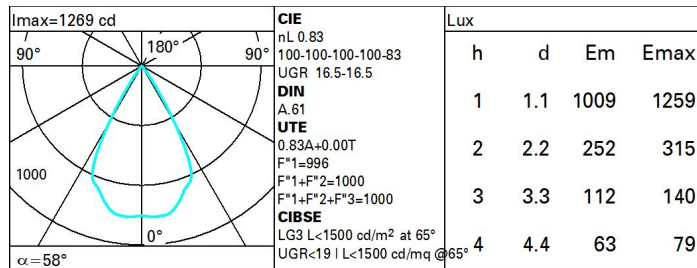 Imax=1269 cd
90° 180° 90°
1000
0°
α=58°
CIE
nL 0.83
100-100-100-100-83
UGR 16.5-16.5
DIN
A.61
UTE
0.83A+0.00T
F"1=996
F"1+F"2=1000
F"1+F"2+F"3=1000
CIBSE
LG3 L<1500 cd/m² at 65°
UGR<19 | L<1500 cd/mq @65°
Lux
h d Em Emax
1 1.1 1009 1259
2 2.2 252 315
3 3.3 112 140
4 4.4 63 79